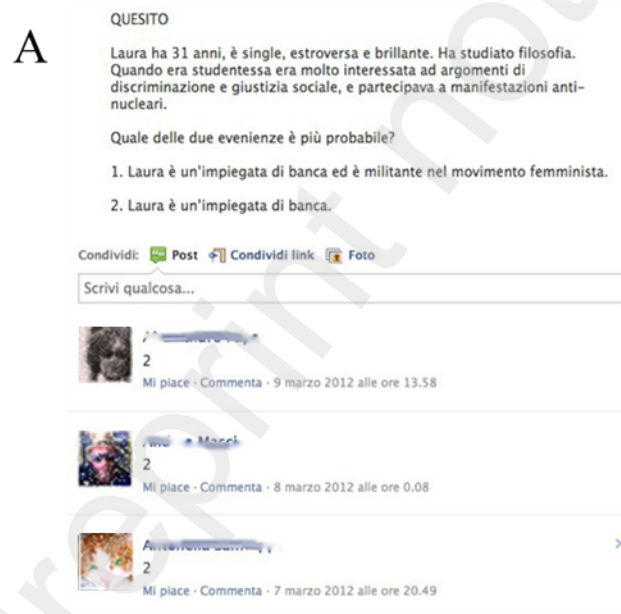 A
QUESITO
Laura ha 31 anni, è single, estroversa e brillante. Ha studiato filosofia.
Quando era studentessa era molto interessata ad argomenti di
discriminazione e giustizia sociale, e partecipava a manifestazioni anti-
nucleari.
Quale delle due evenienze è più probabile?
1. Laura è un'impiegata di banca ed è militante nel movimento femminista.
2. Laura è un'impiegata di banca.
Condividi: Post Condividi link Foto
Scrivi qualcosa...
2
Mi piace · Commenta · 9 marzo 2012 alle ore 13.58
2
Mi piace · Commenta · 8 marzo 2012 alle ore 0.08
2
Mi piace · Commenta · 7 marzo 2012 alle ore 20.49